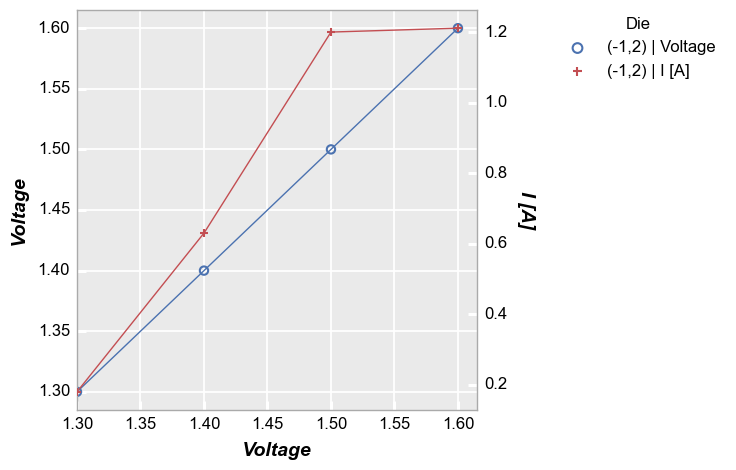 Die
(-1,2) | Voltage
(-1,2) | I [A]
1.60
1.55
1.50
1.45
1.40
1.35
1.30
Voltage
1.2
1.0
0.8
0.6
0.4
0.2
I [A]
1.30 1.35 1.40 1.45 1.50 1.55 1.60
Voltage